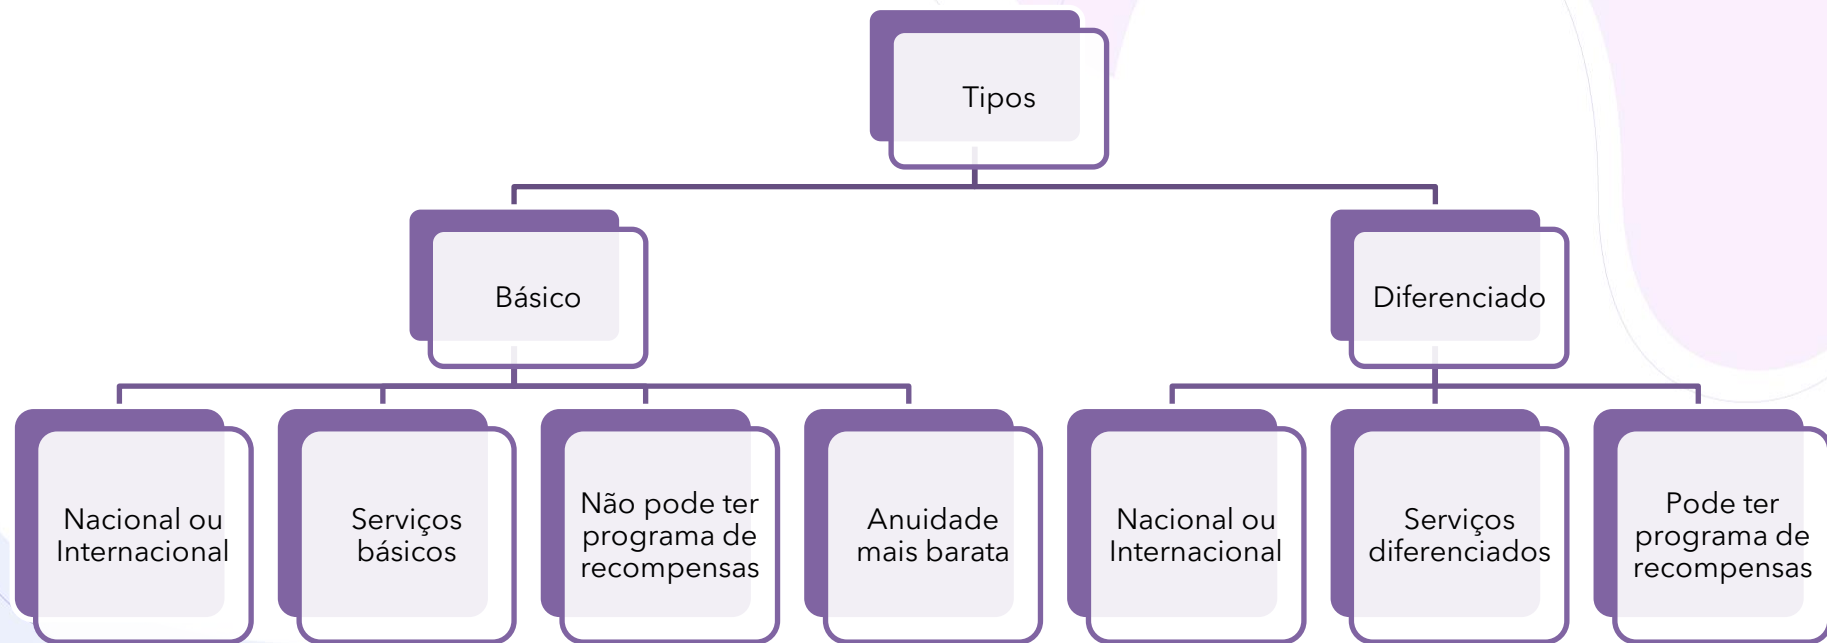 Tipos
Básico
Diferenciado
Nacional ou
Internacional
Serviços
básicos
Não pode ter
programa de
recompensas
Anuidade
mais barata
Nacional ou
Internacional
Serviços
diferenciados
Pode ter
programa de
recompensas